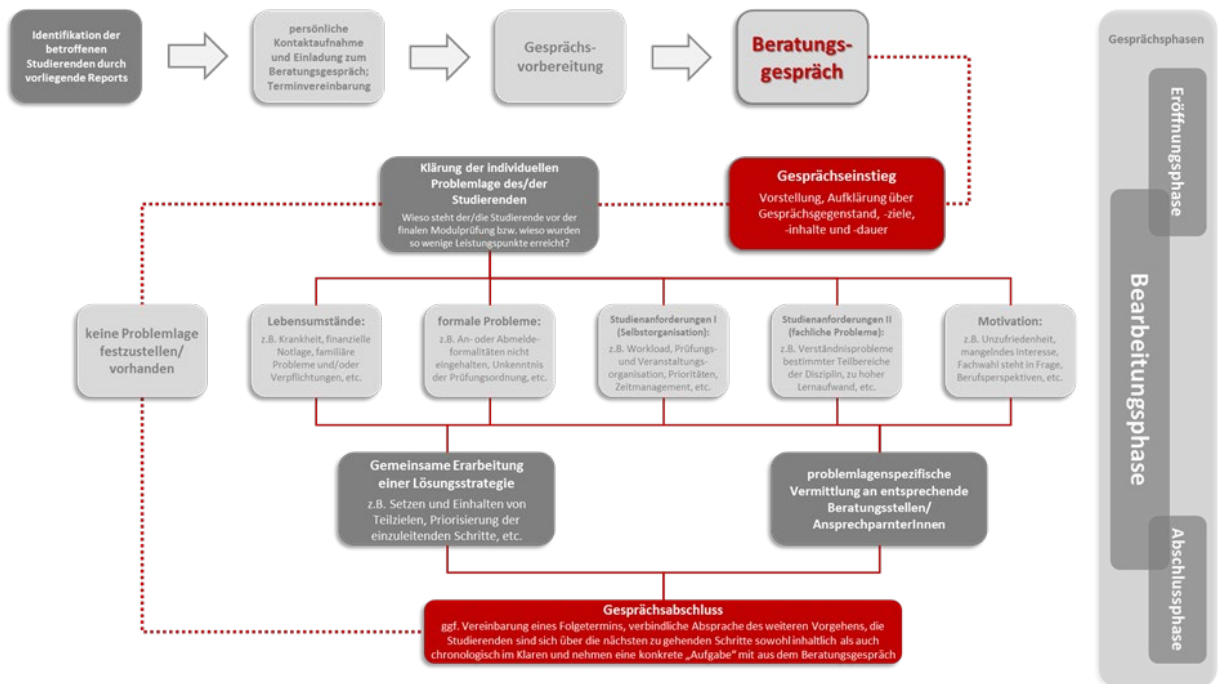 Identifikation der
betroffenen
Studierenden durch
vorliegende Reports
persönliche
Kontaktaufnahme
und Einladung zum
Beratungsgespräch;
Terminvereinbarung
Gesprächs-
vorbereitung
Beratungs-
gespräch
Gesprächsphasen
Eröffnungsphase
Bearbeitungsphase
Abschlussphase
Klärung der individuellen
Problemlage des/der
Studierenden
Wieso steht der/die Studierende vor der
finalen Modulprüfung bzw. wieso wurden
so wenige Leistungspunkte erreicht?
Gesprächseinstieg
Vorstellung, Aufklärung über
Gesprächsgegenstand, -ziele,
-inhalte und -dauer
keine Problemlage
festzustellen/
vorhanden
Lebensumstände:
z.B. Krankheit, finanzielle
Notlage, familiäre
Probleme und/oder
Verpflichtungen, etc.
formale Probleme:
z.B. An- oder Abmelde-
formalitäten nicht
eingehalten, Unkenntnis
der Prüfungsordnung, etc.
Studienanforderungen I
(Selbstorganisation):
z.B. Workload, Prüfungs-
und Veranstaltungs-
organisation, Prioritäten,
Zeitmanagement, etc.
Studienanforderungen II
(fachliche Probleme):
z.B. Verständnisprobleme
bestimmter Teilbereiche
der Disziplin, zu hoher
Lernaufwand, etc.
Motivation:
z.B. Unzufriedenheit,
mangelndes Interesse,
Fachwahl steht in Frage,
Berufsperspektiven, etc.
Gemeinsame Erarbeitung
einer Lösungsstrategie
z.B. Setzen und Einhalten von
Teilzielen, Priorisierung der
einzuleitenden Schritte, etc.
problemlagenspezifische
Vermittlung an entsprechende
Beratungsstellen/
AnsprechparnterInnen
Gesprächsabschluss
ggf. Vereinbarung eines Folgetermins, verbindliche Absprache des weiteren Vorgehens, die
Studierenden sind sich über die nächsten zu gehenden Schritte sowohl inhaltlich als auch
chronologisch im Klaren und nehmen eine konkrete „Aufgabe“ mit aus dem Beratungsgespräch